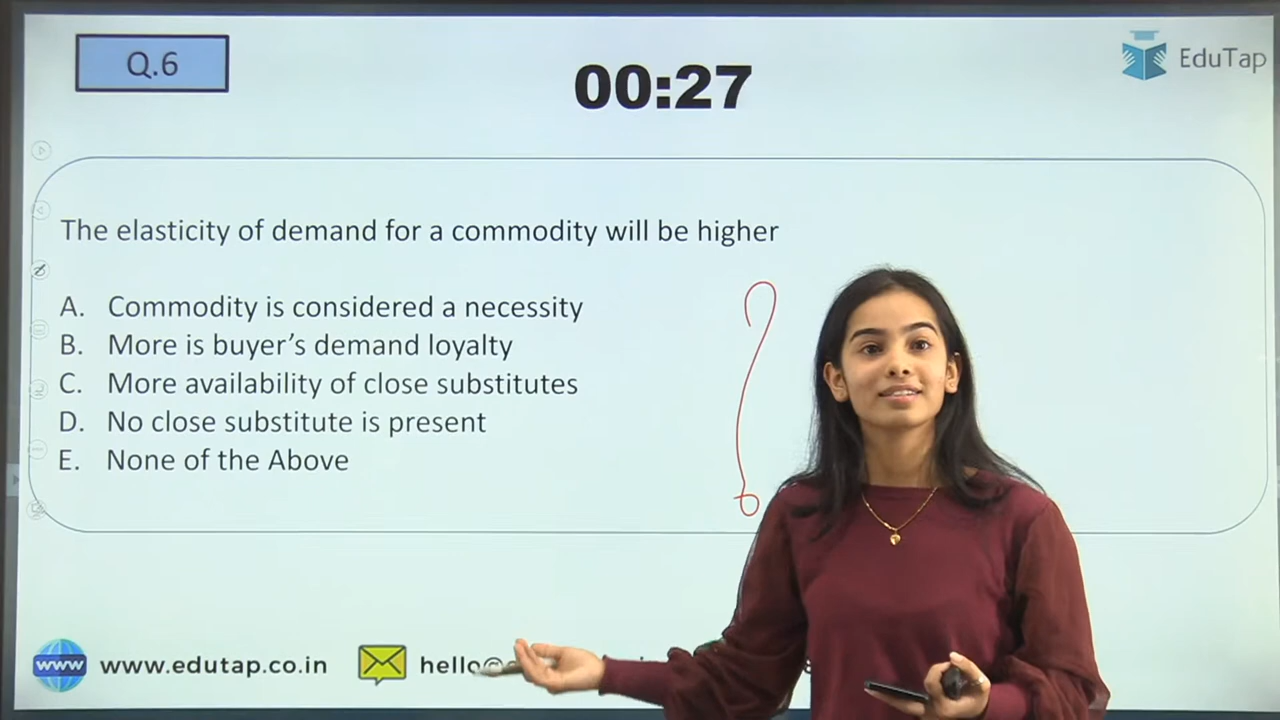 Q.6
00:27
EduTap
The elasticity of demand for a commodity will be higher
A. Commodity is considered a necessity
B. More is buyer's demand loyalty
C. More availability of close substitutes
D. No close substitute is present
E. None of the Above
www www.edutap.co.in